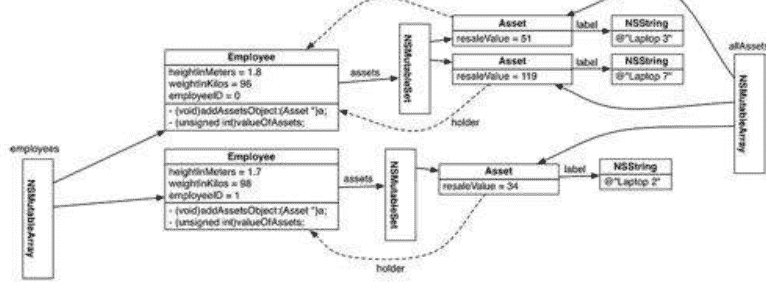 Asset
resaleValue = 51
label
NSString
@"Laptop 3"
allAssets
Employee
heightInMeters = 1.8
weightInKilos = 96
employeeID = 0
- (void)addAssetsObject:(Asset *)a;
- (unsigned int)valueOfAssets;
assets
NSMutableSet
Asset
resaleValue = 119
label
NSString
@"Laptop 7"
NSMutableArray
holder
employees
NSMutableArray
Employee
heightInMeters = 1.7
weightInKilos = 98
employeeID = 1
- (void)addAssetsObject:(Asset *)a;
- (unsigned int)valueOfAssets;
assets
NSMutableSet
Asset
resaleValue = 34
label
NSString
@"Laptop 2"
holder